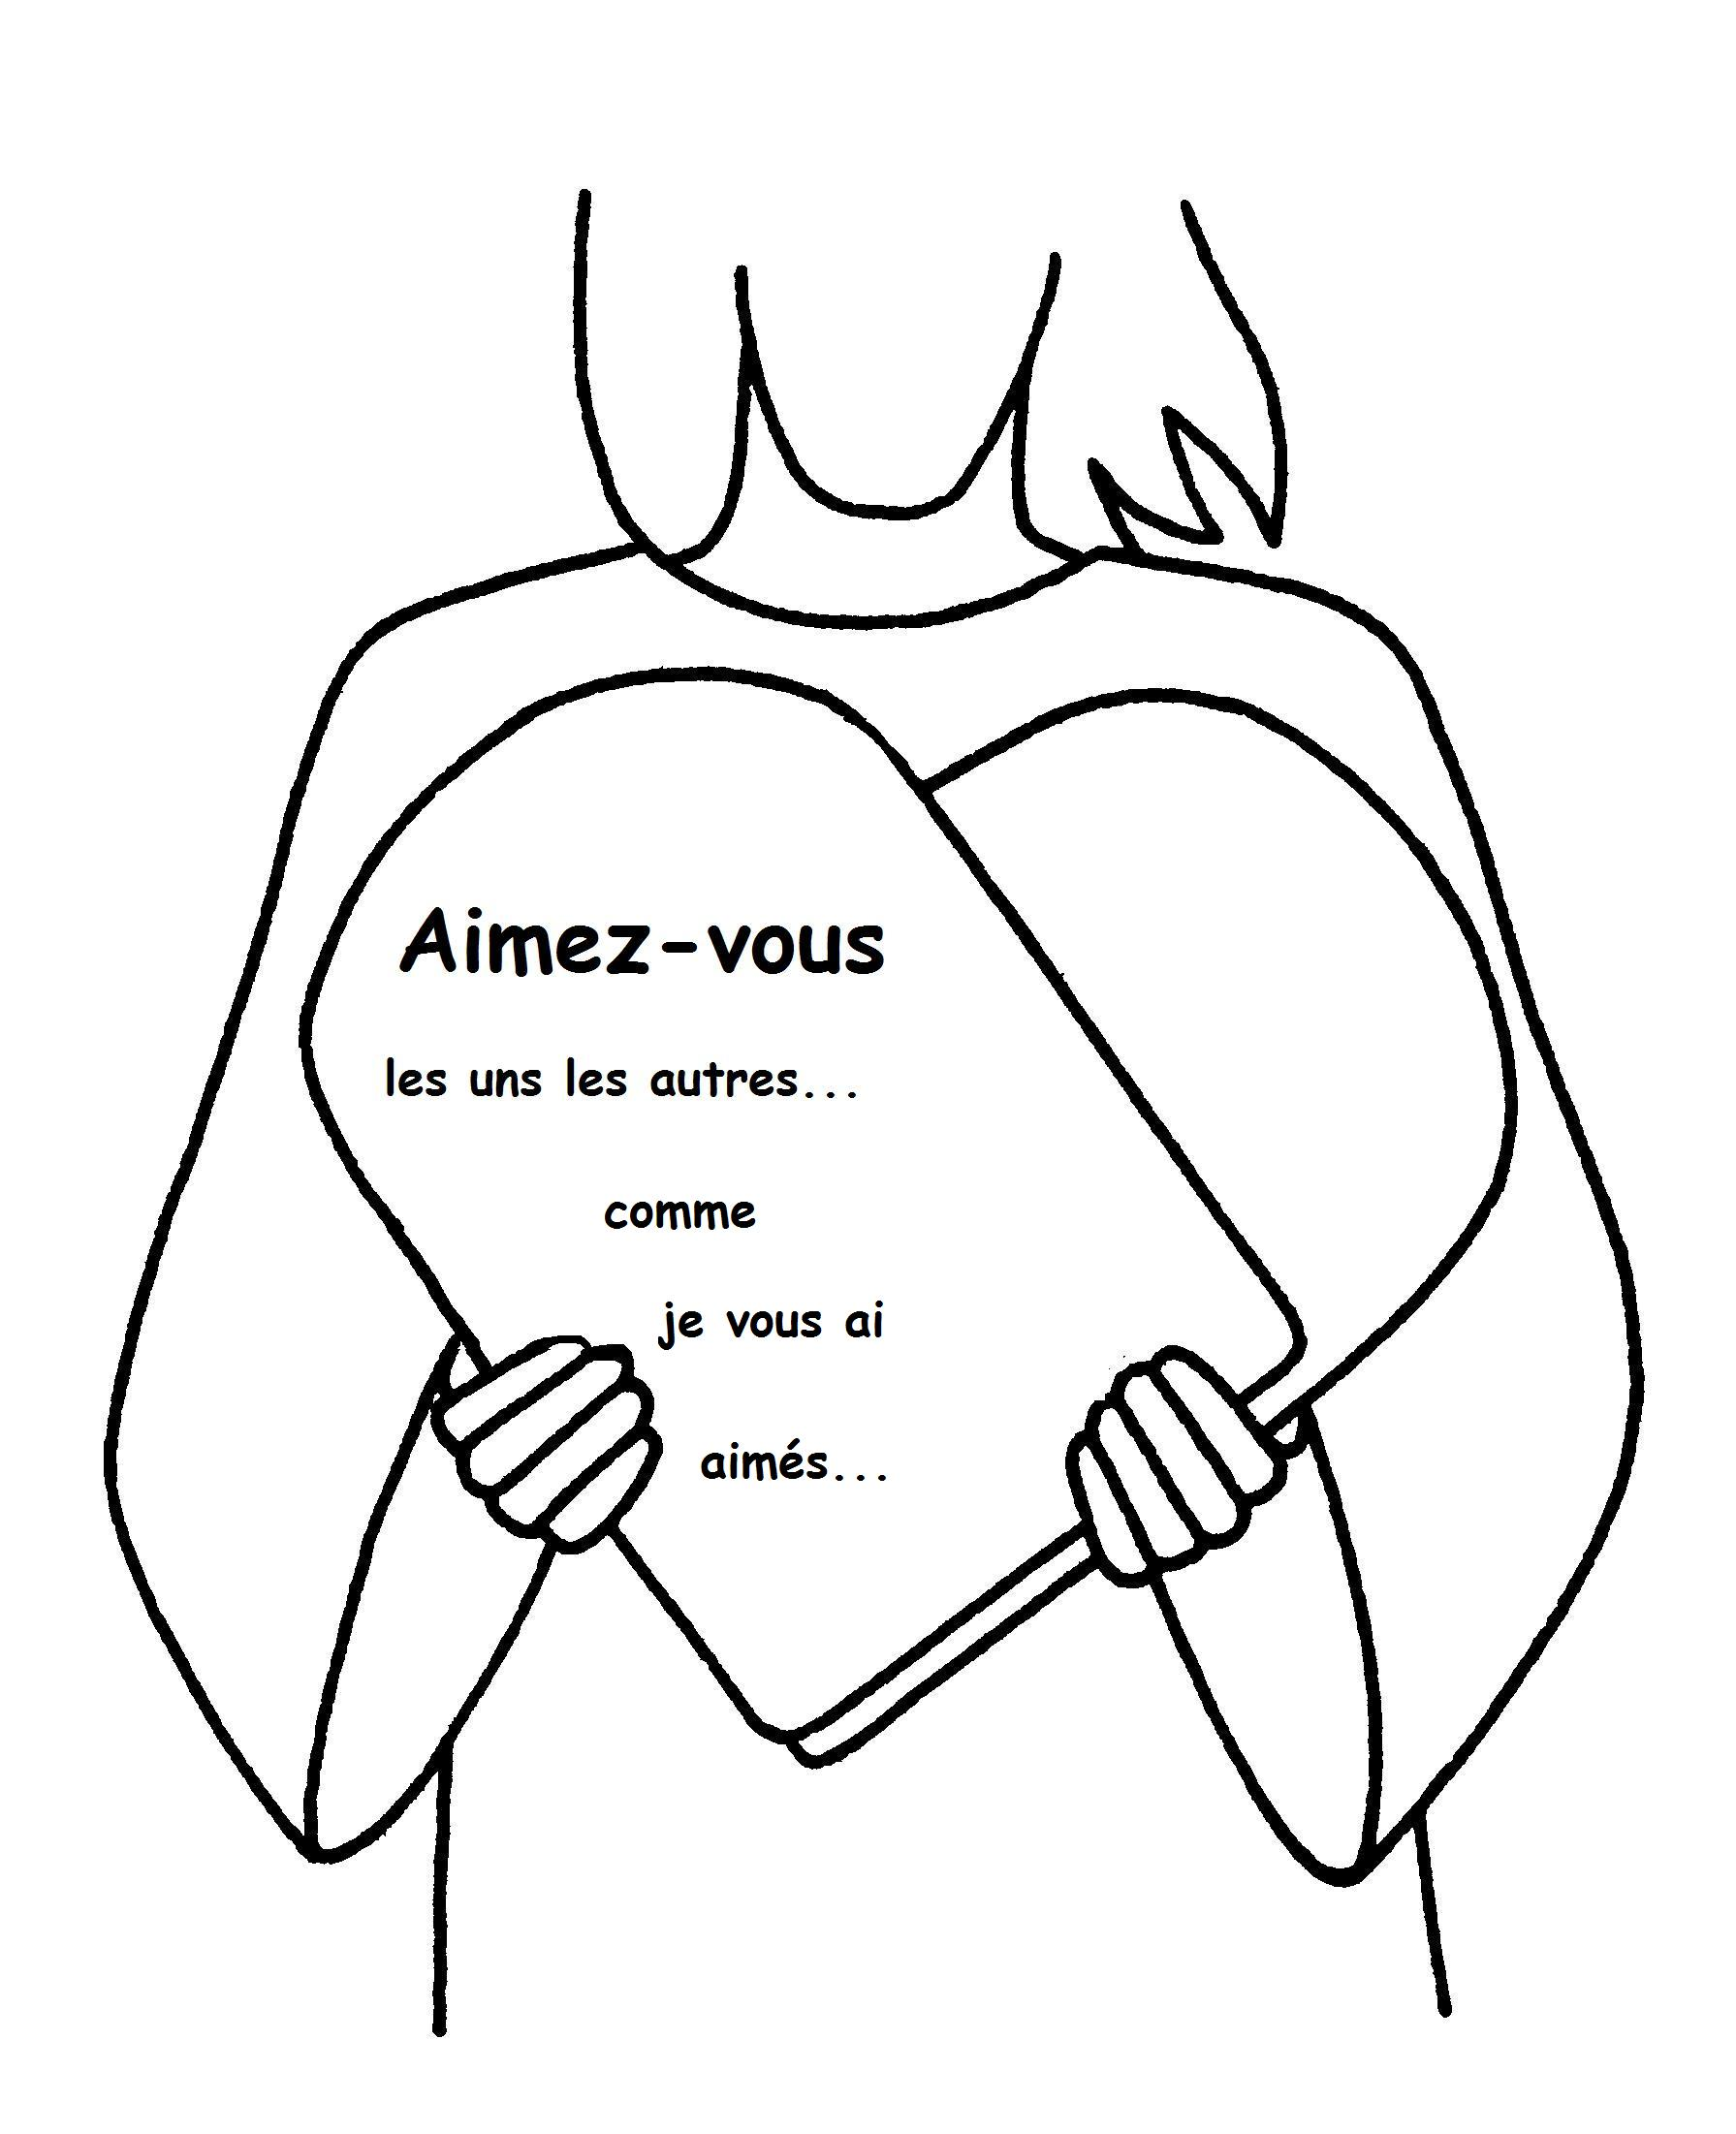 Aimez-vous
les uns les autres...
comme
je vous ai
aimés...